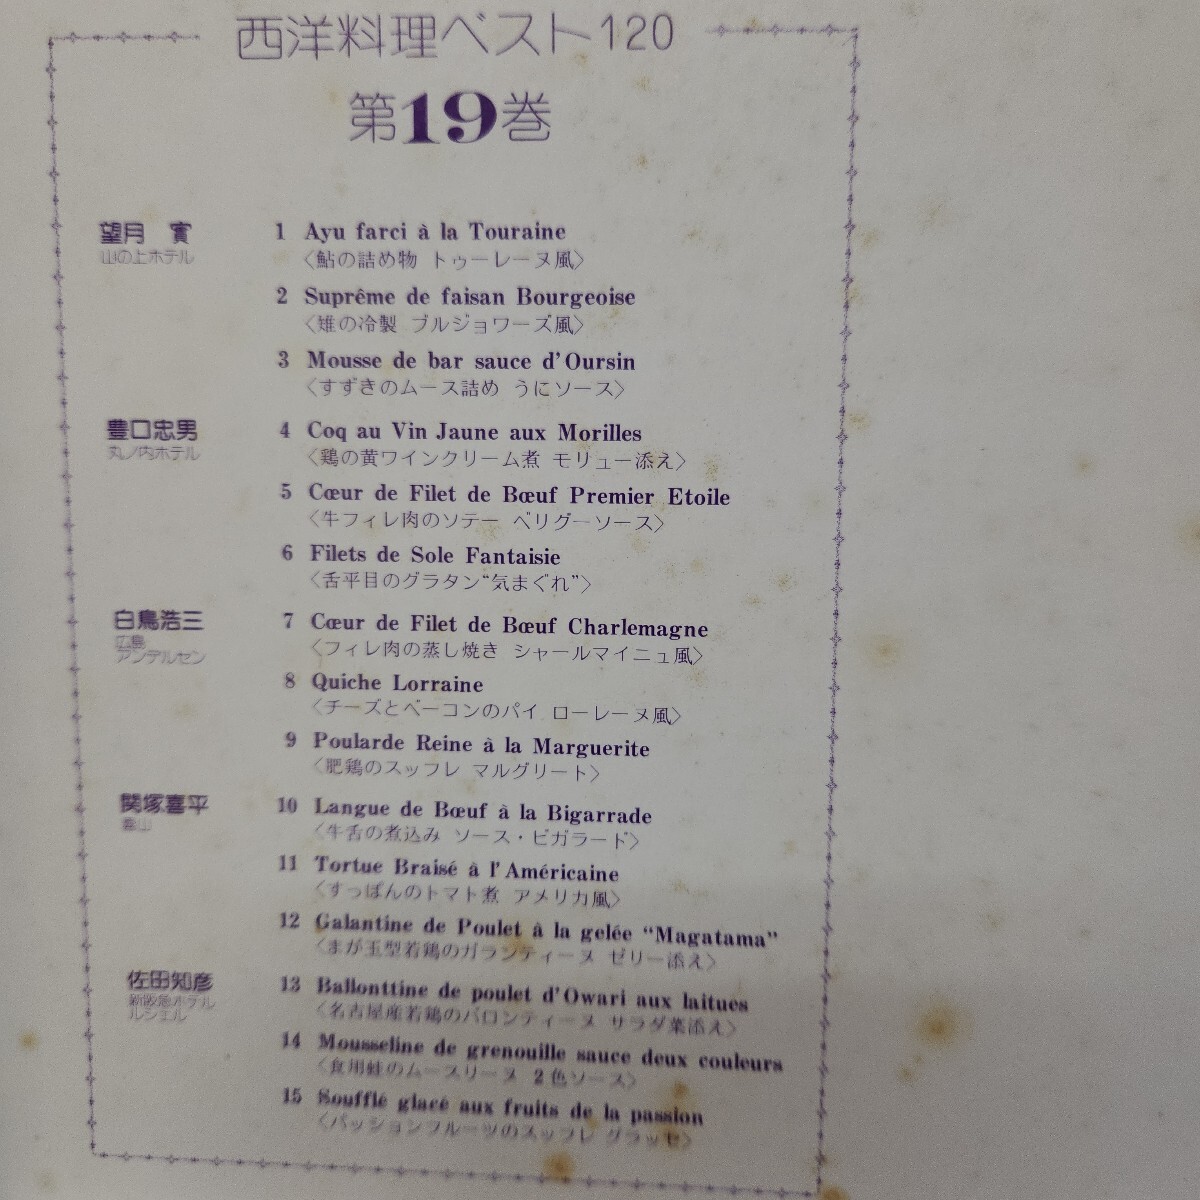 西洋料理ベスト120
第19巻
望月 實
山の上ホテル
1 Ayu farci à la Touraine
〈鮎の詰め物 トゥーレーヌ風〉
2 Suprême de faisan Bourgeoise
〈雉の冷製 ブルジョワーズ風〉
3 Mousse de bar sauce d'Oursin
〈すずきのムース詰め うにソース〉
豊口忠男
丸ノ内ホテル
4 Coq au Vin Jaune aux Morilles
〈鶏の黄ワインクリーム煮 モリュー添え〉
5 Cœur de Filet de Bœuf Premier Etoile
〈牛フィレ肉のソテー ペリグーソース〉
6 Filets de Sole Fantaisie
〈舌平目のグラタン“気まぐれ”〉
白鳥浩三
広島
アンデルセン
7 Cœur de Filet de Bœuf Charlemagne
〈フィレ肉の蒸し焼き シャールマイニュ風〉
8 Quiche Lorraine
〈チーズとベーコンのパイ ローレーヌ風〉
9 Poularde Reine à la Marguerite
〈肥鶏のスッフレ マルグリート〉
関塚喜平
10 Langue de Bœuf à la Bigarrade
〈牛舌の煮込み ソース・ビガラード〉
11 Tortue Braisé à l'Américaine
〈すっぽんのトマト煮 アメリカ風〉
12 Galantine de Poulet à la gelée “Magatama”
〈まが玉型若鶏のガランティーヌ ゼリー添え〉
佐田知彦
新阪急ホテル
ルシエル
13 Ballonttine de poulet d'Owari aux laitues
〈名古屋産若鶏のバロンティーヌ サラダ菜添え〉
14 Mousseline de grenouille sauce deux couleurs
〈食用蛙のムースリーヌ 2色ソース〉
15 Soufflé glacé aux fruits de la passion
〈パッションフルーツのスッフレ グラッセ〉